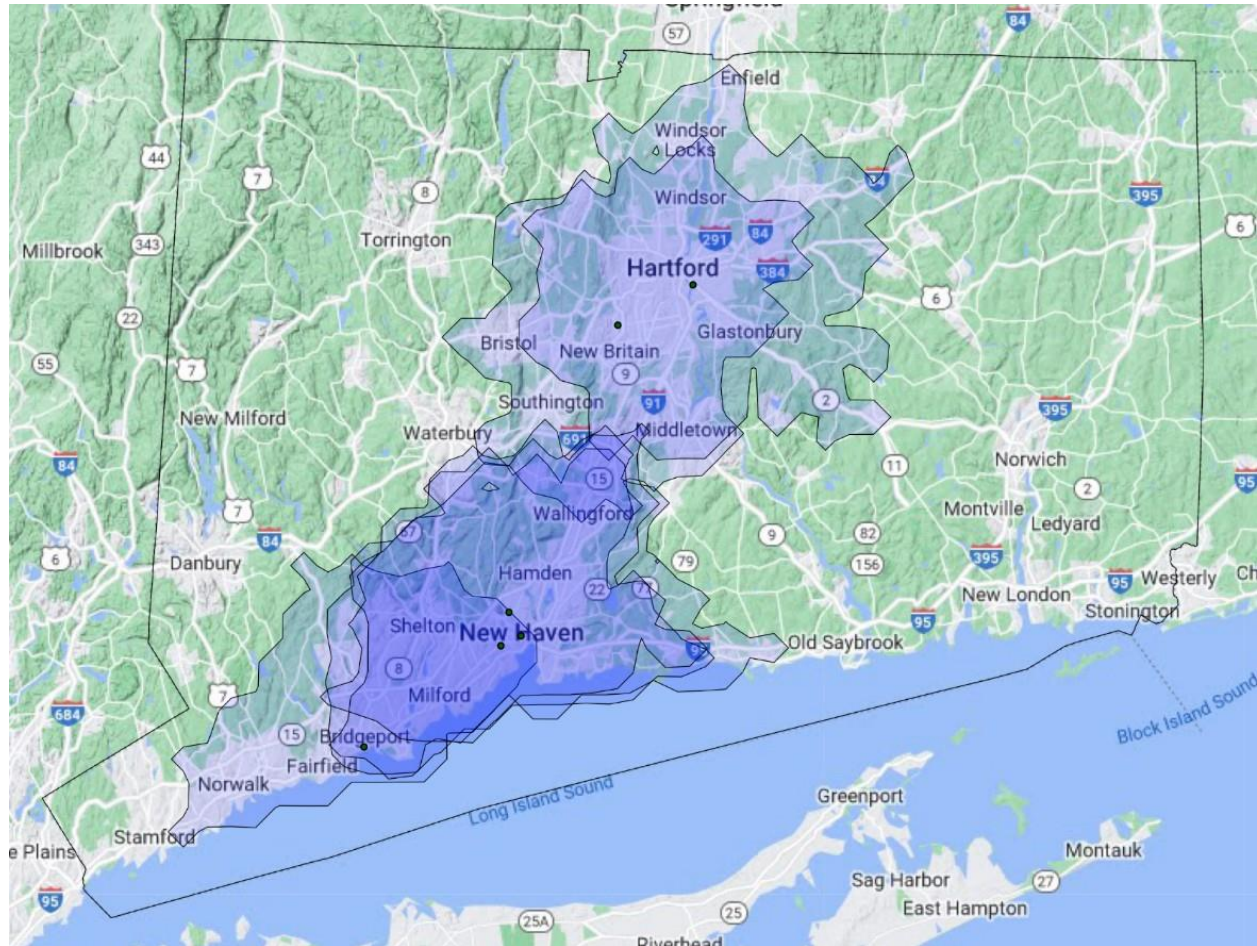 57
84
Enfield
Windsor
Locks
44
7
7
8
84
395
395
Windsor
343
Torrington
291
84
6
Millbrook
Hartford
384
22
6
55
Glastonbury
Bristol
New Britain
7
9
Southington
91
2
395
New Milford
Waterbury
691
Middletown
84
15
Norwich
11
2
95
7
Wallingford
Montville
Ledyard
67
9
82
84
Danbury
6
Hamden
79
156
395
95
Westerly
22
77
New London
Stonington
Shelton
New Haven
95
Old Saybrook
8
7
Milford
684
15
Bridgeport
Block Island Sound
Fairfield
Norwalk
Long Island Sound
Greenport
Stamford
e Plains
Montauk
Sag Harbor
27
95
East Hampton
25A
25